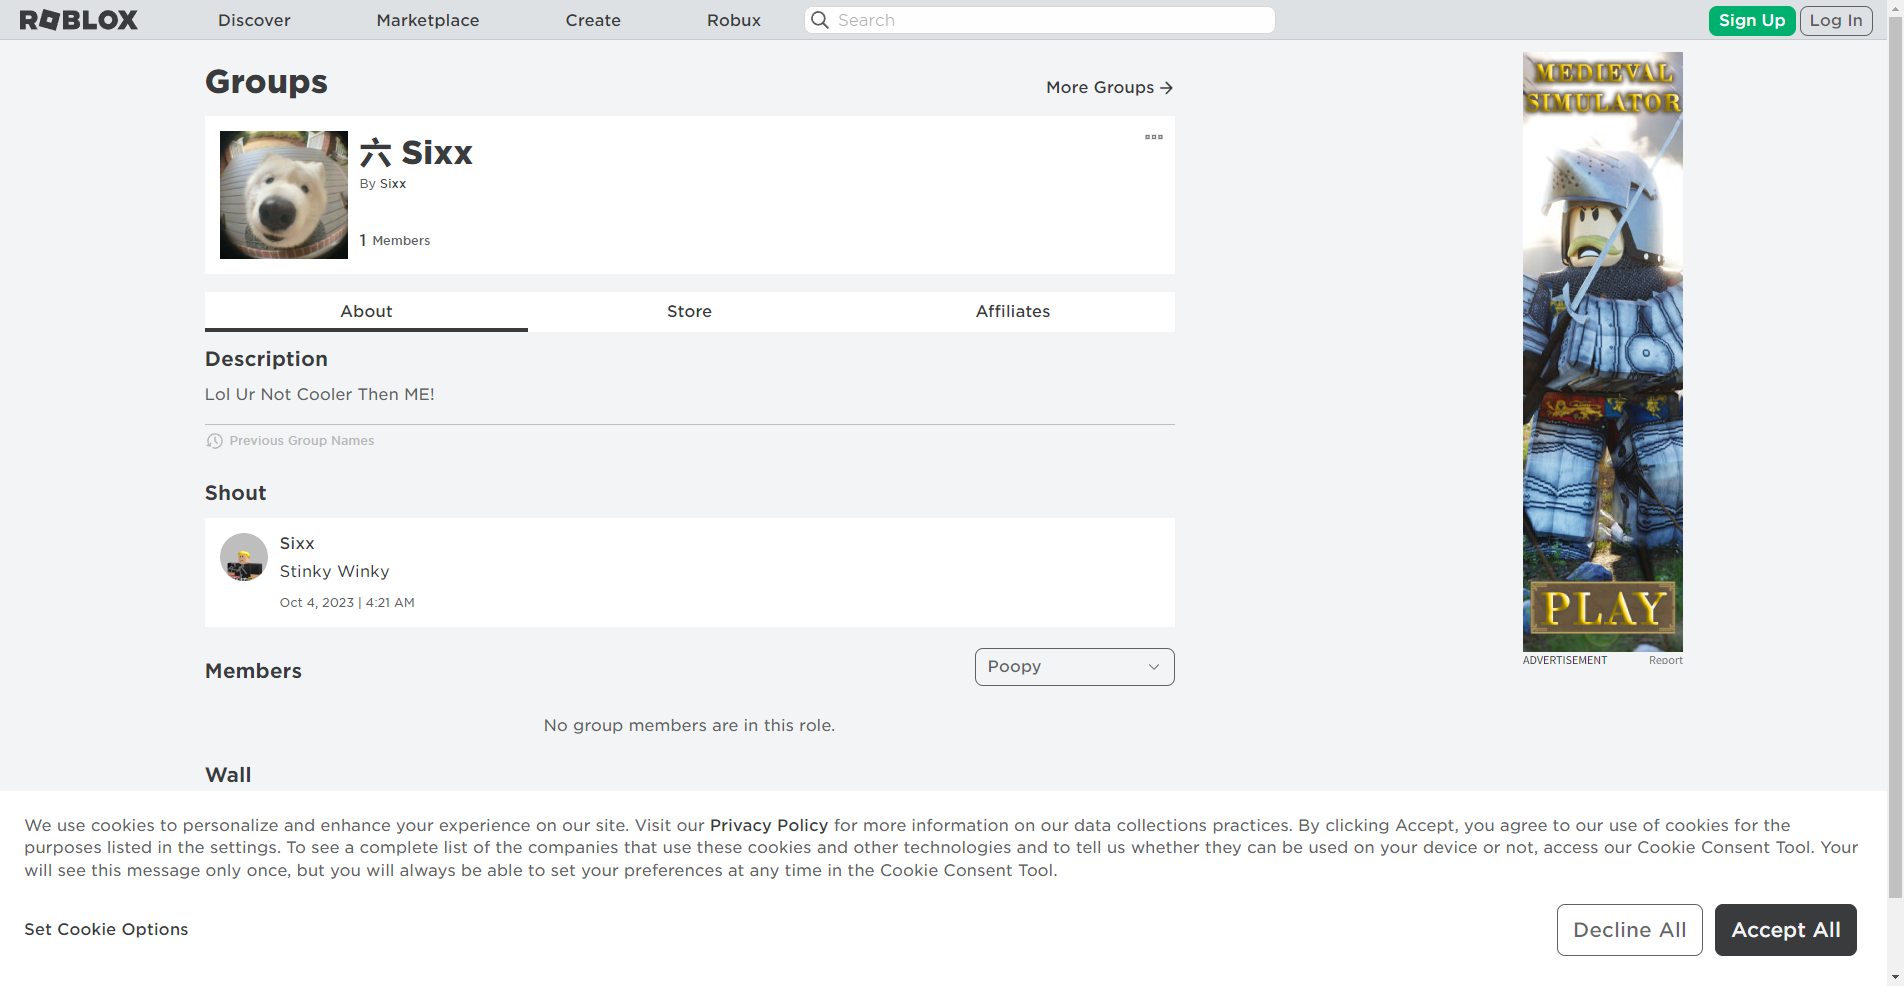 ROBLOX
Discover
Marketplace
Create
Robux
Search
Sign Up
Log In
Groups
More Groups
六 Sixx
By Sixx
1 Members
About
Store
Affiliates
Description
Lol Ur Not Cooler Then ME!
Previous Group Names
Shout
Sixx
Stinky Winky
Oct 4, 2023 | 4:21 AM
Members
Poopy
No group members are in this role.
Wall
MEDIEVAL
SIMULATOR
PLAY
ADVERTISEMENT
Report
We use cookies to personalize and enhance your experience on our site. Visit our Privacy Policy for more information on our data collections practices. By clicking Accept, you agree to our use of cookies for the
purposes listed in the settings. To see a complete list of the companies that use these cookies and other technologies and to tell us whether they can be used on your device or not, access our Cookie Consent Tool. Your
will see this message only once, but you will always be able to set your preferences at any time in the Cookie Consent Tool.
Set Cookie Options
Decline All
Accept All